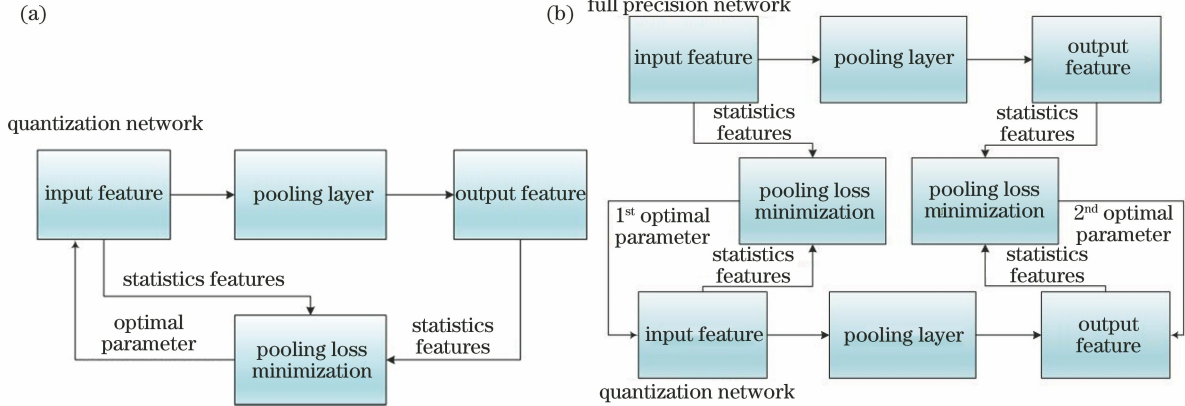 (a)
quantization network
input feature
pooling layer
output feature
statistics features
optimal
parameter
statistics
features
pooling loss
minimization
(b)
full precision network
input feature
pooling layer
output
feature
statistics
features
statistics
features
pooling loss
minimization
pooling loss
minimization
1st optimal
parameter
2nd optimal
parameter
statistics
features
statistics
features
input feature
pooling layer
output
feature
quantization network